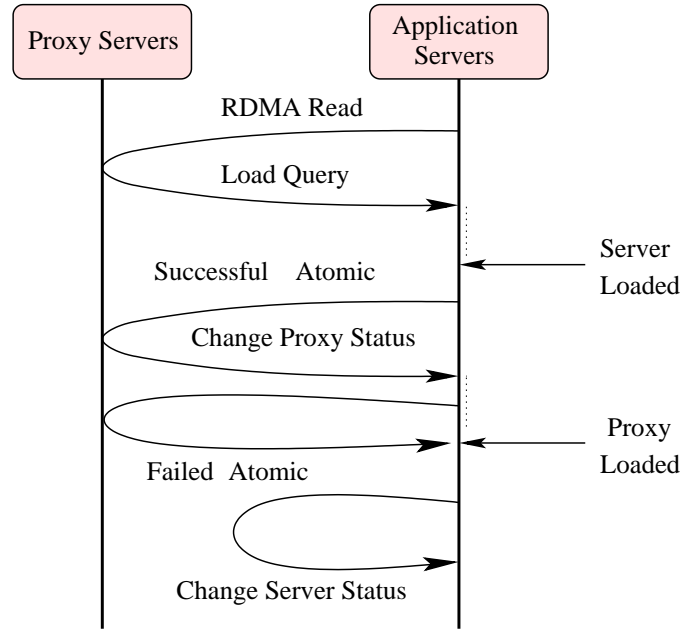 Proxy Servers
Application
Servers
RDMA Read
Load Query
Server
Loaded
Successful Atomic
Change Proxy Status
Proxy
Loaded
Failed Atomic
Change Server Status